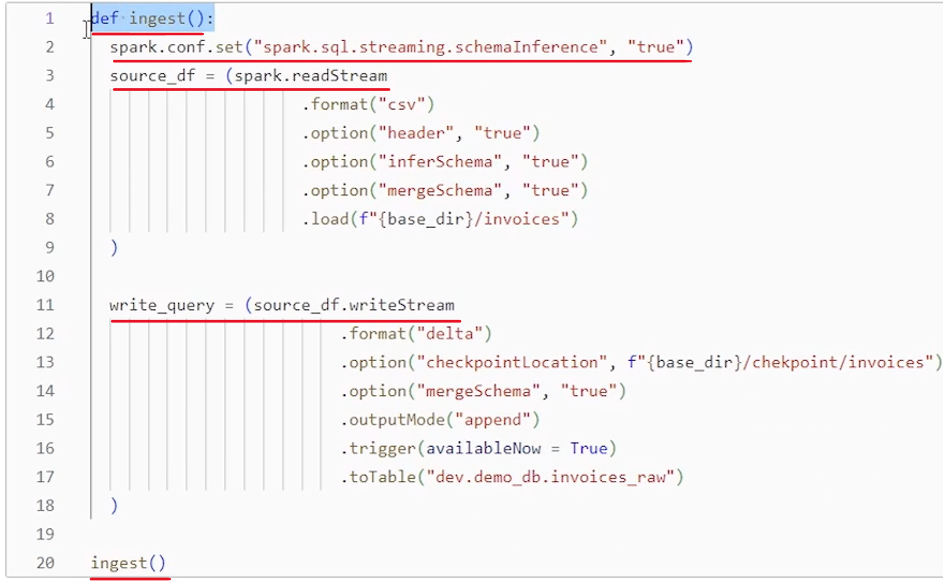 1 def ingest():
2 spark.conf.set("spark.sql.streaming.schemaInference", "true")
3 source_df = (spark.readStream
4 .format("csv")
5 .option("header", "true")
6 .option("inferSchema", "true")
7 .option("mergeSchema", "true")
8 .load(f"{base_dir}/invoices")
9 )
10
11 write_query = (source_df.writeStream
12 .format("delta")
13 .option("checkpointLocation", f"{base_dir}/chekpoint/invoices")
14 .option("mergeSchema", "true")
15 .outputMode("append")
16 .trigger(availableNow = True)
17 .toTable("dev.demo_db.invoices_raw")
18 )
19
20 ingest()